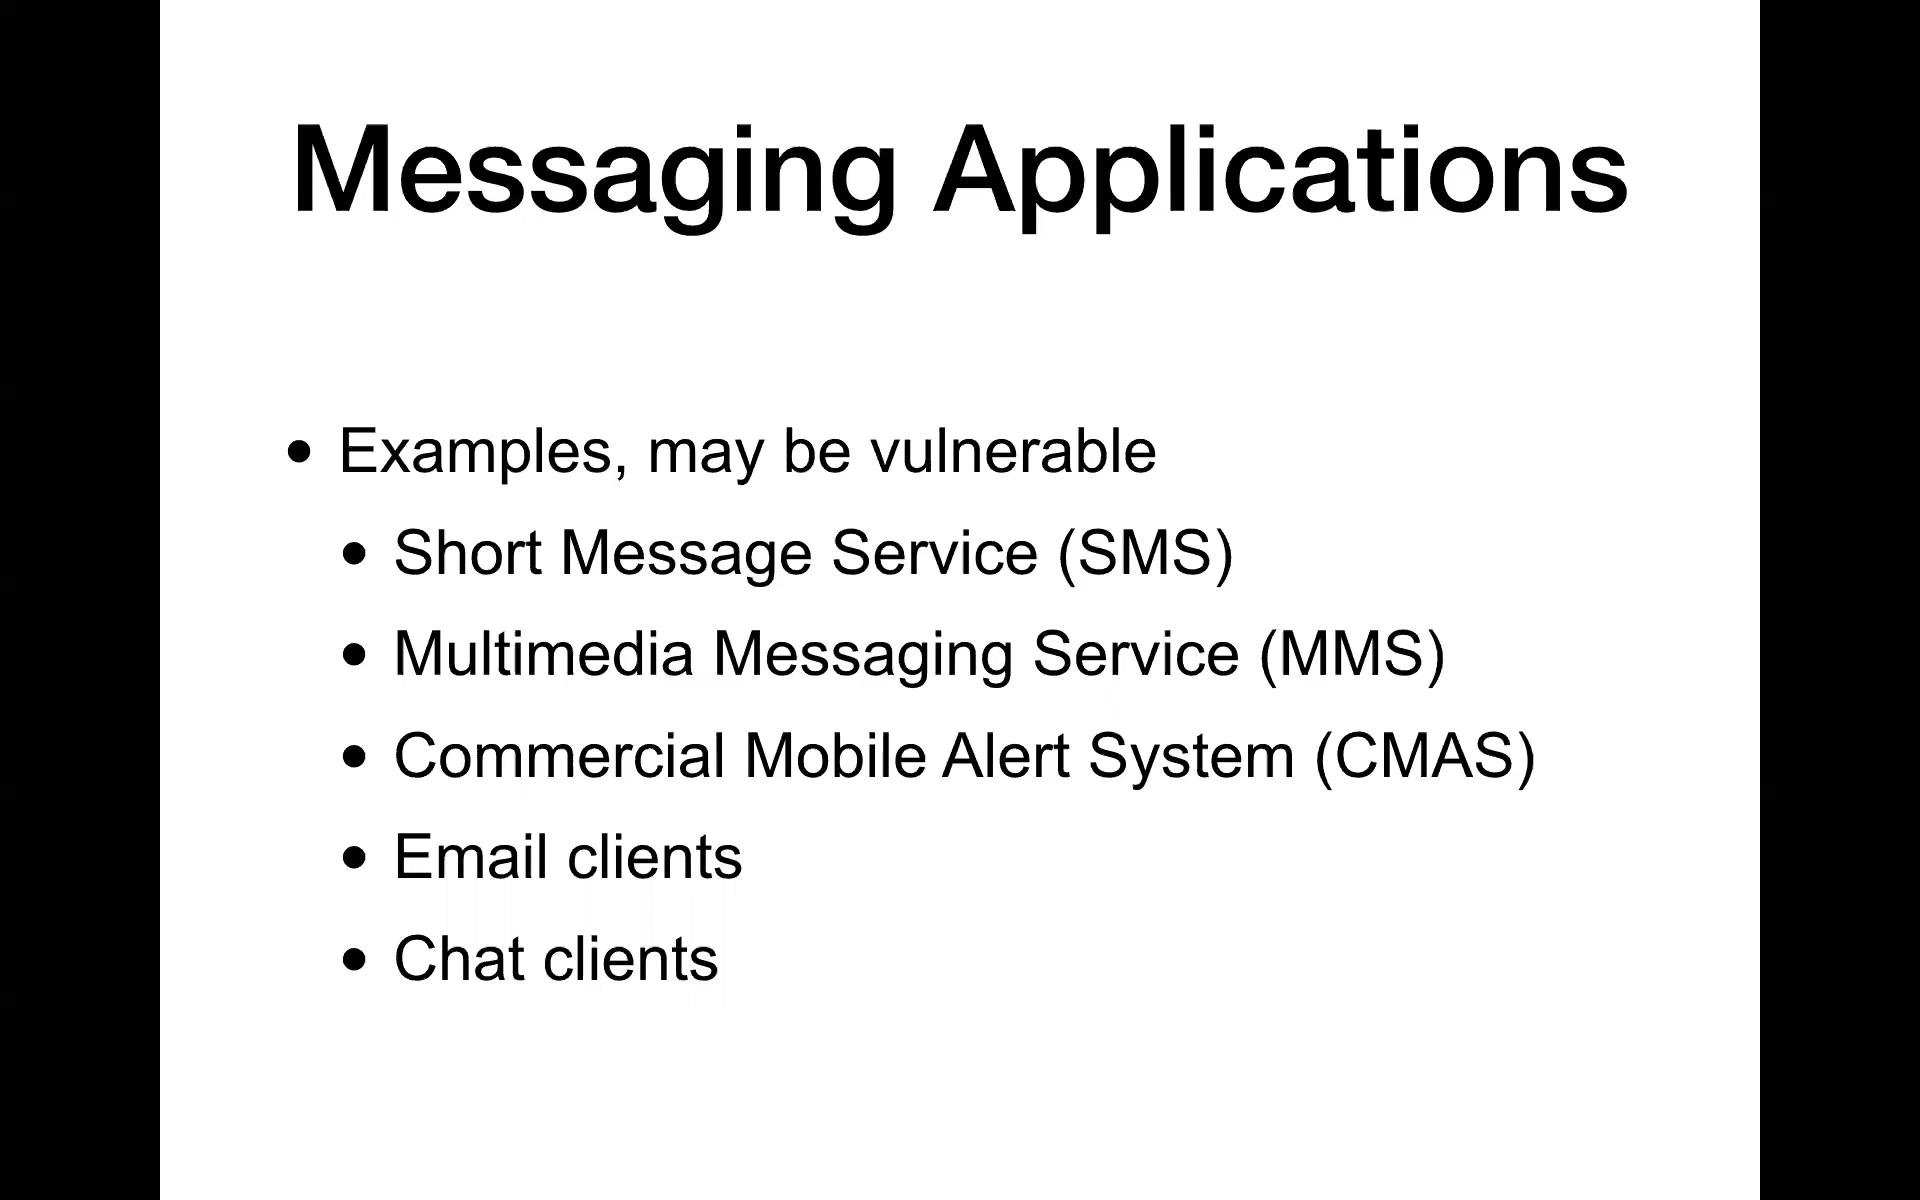 Messaging Applications
• Examples, may be vulnerable
• Short Message Service (SMS)
• Multimedia Messaging Service (MMS)
• Commercial Mobile Alert System (CMAS)
• Email clients
• Chat clients